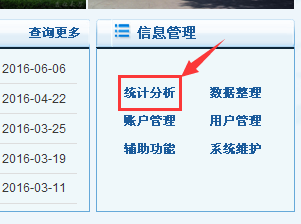 查询更多
2016-06-06
2016-04-22
2016-03-25
2016-03-19
2016-03-11
信息管理
统计分析 数据整理
账户管理 用户管理
辅助功能 系统维护